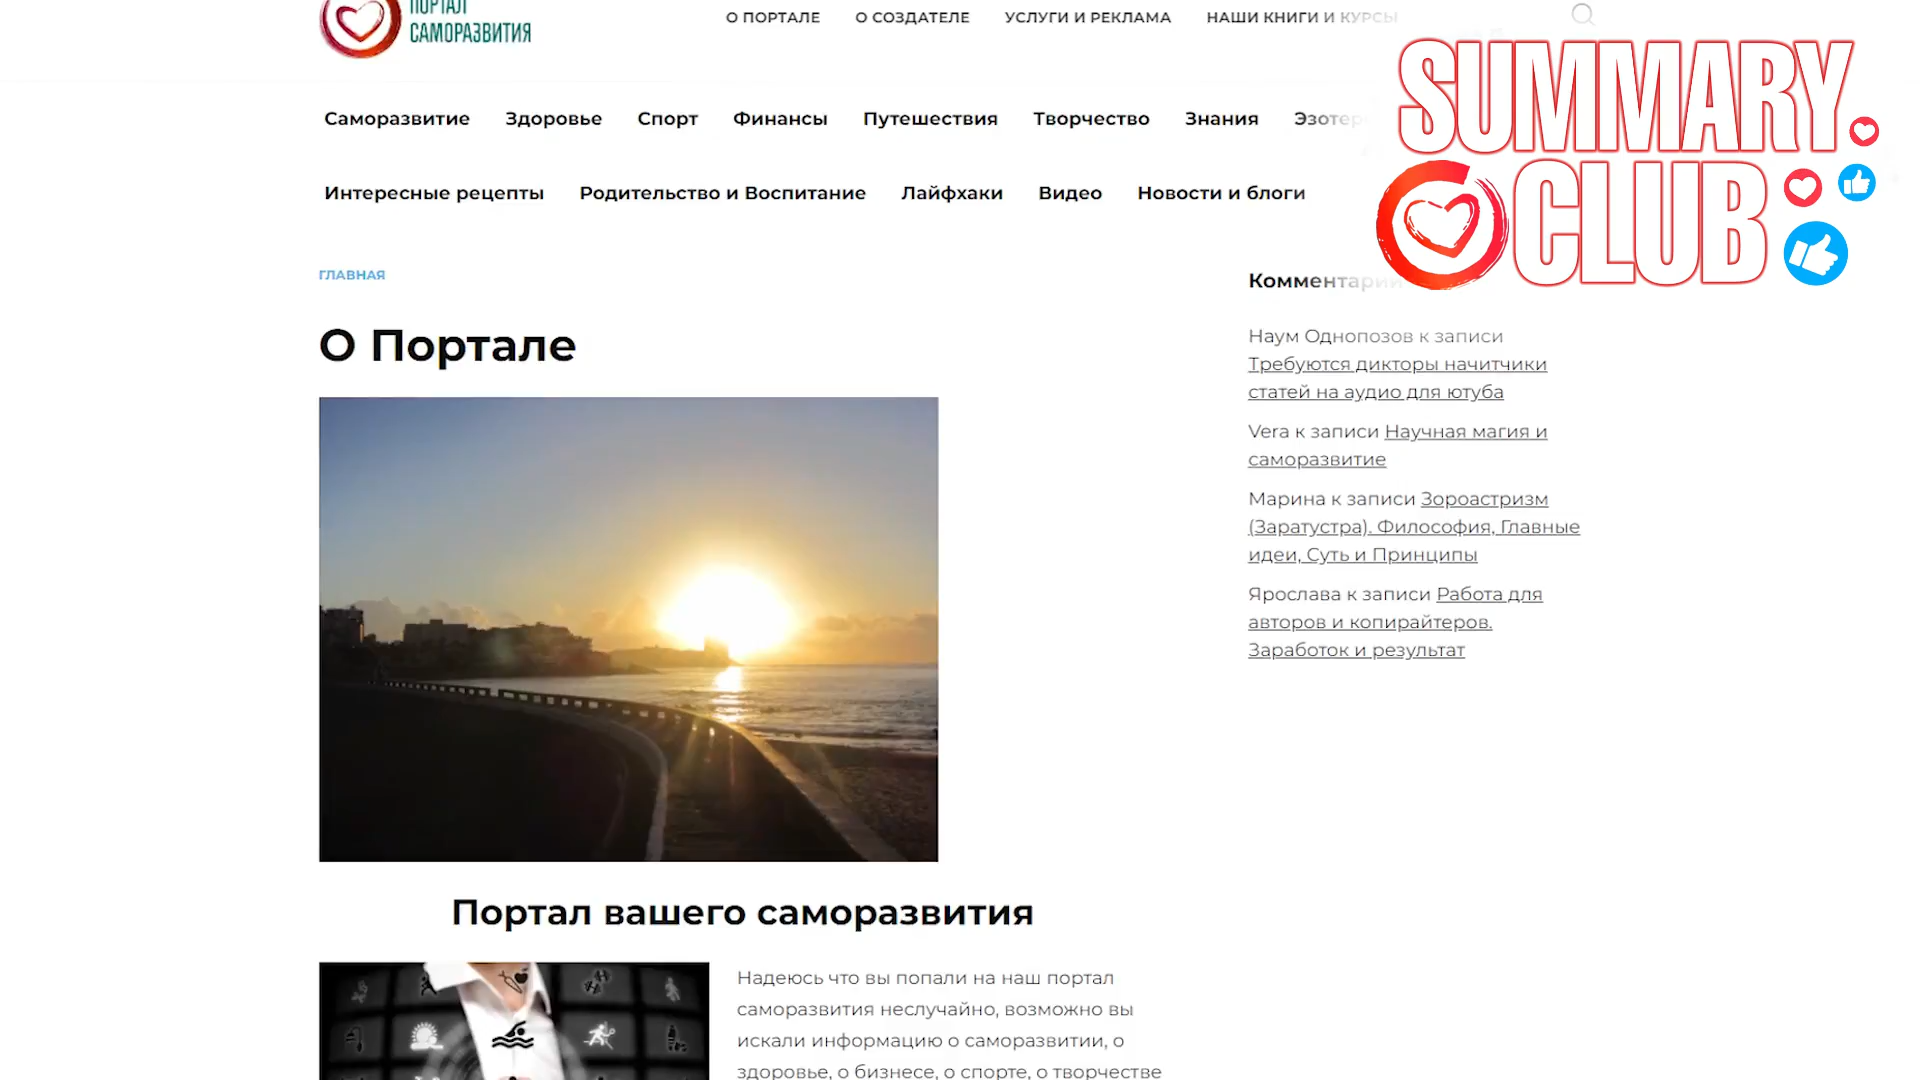 ПОРТАЛ
САМОРАЗВИТИЯ
О ПОРТАЛЕ
О СОЗДАТЕЛЕ
УСЛУГИ И РЕКЛАМА
НАШИ КНИГИ И КУРСЫ
SUMMARY
CLUB
Саморазвитие
Здоровье
Спорт
Финансы
Путешествия
Творчество
Знания
Интересные рецепты
Родительство и Воспитание
Лайфхаки
Видео
Новости и блоги
ГЛАВНАЯ
О Портале
Портал вашего саморазвития
Надеюсь что вы попали на наш портал
саморазвития неслучайно, возможно вы
искали информацию о саморазвитии, о
здоровье, о бизнесе, о спорте, о творчестве
Комментарии
Наум Однопозов к записи
Требуются дикторы начитчики
статей на аудио для ютуба
Vera к записи Научная магия и
саморазвитие
Марина к записи Зороастризм
(Заратустра). Философия, Главные
идеи, Суть и Принципы
Ярослава к записи Работа для
авторов и копирайтеров.
Заработок и результат